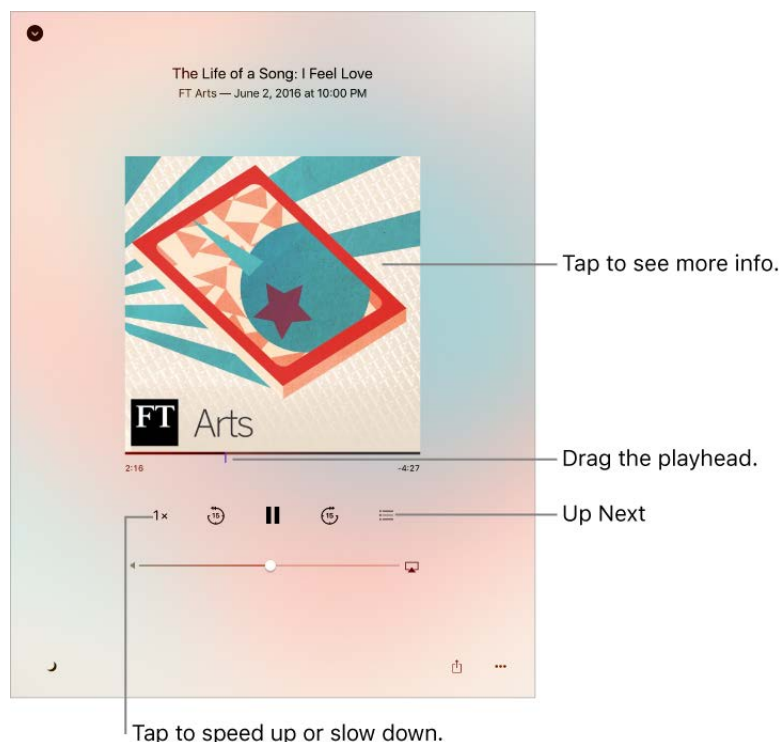 The Life of a Song: I Feel Love
FT Arts — June 2, 2016 at 10:00 PM
Tap to see more info.
FT Arts
Drag the playhead.
2:16 -4:27
1× 15 15 Up Next
Tap to speed up or slow down.